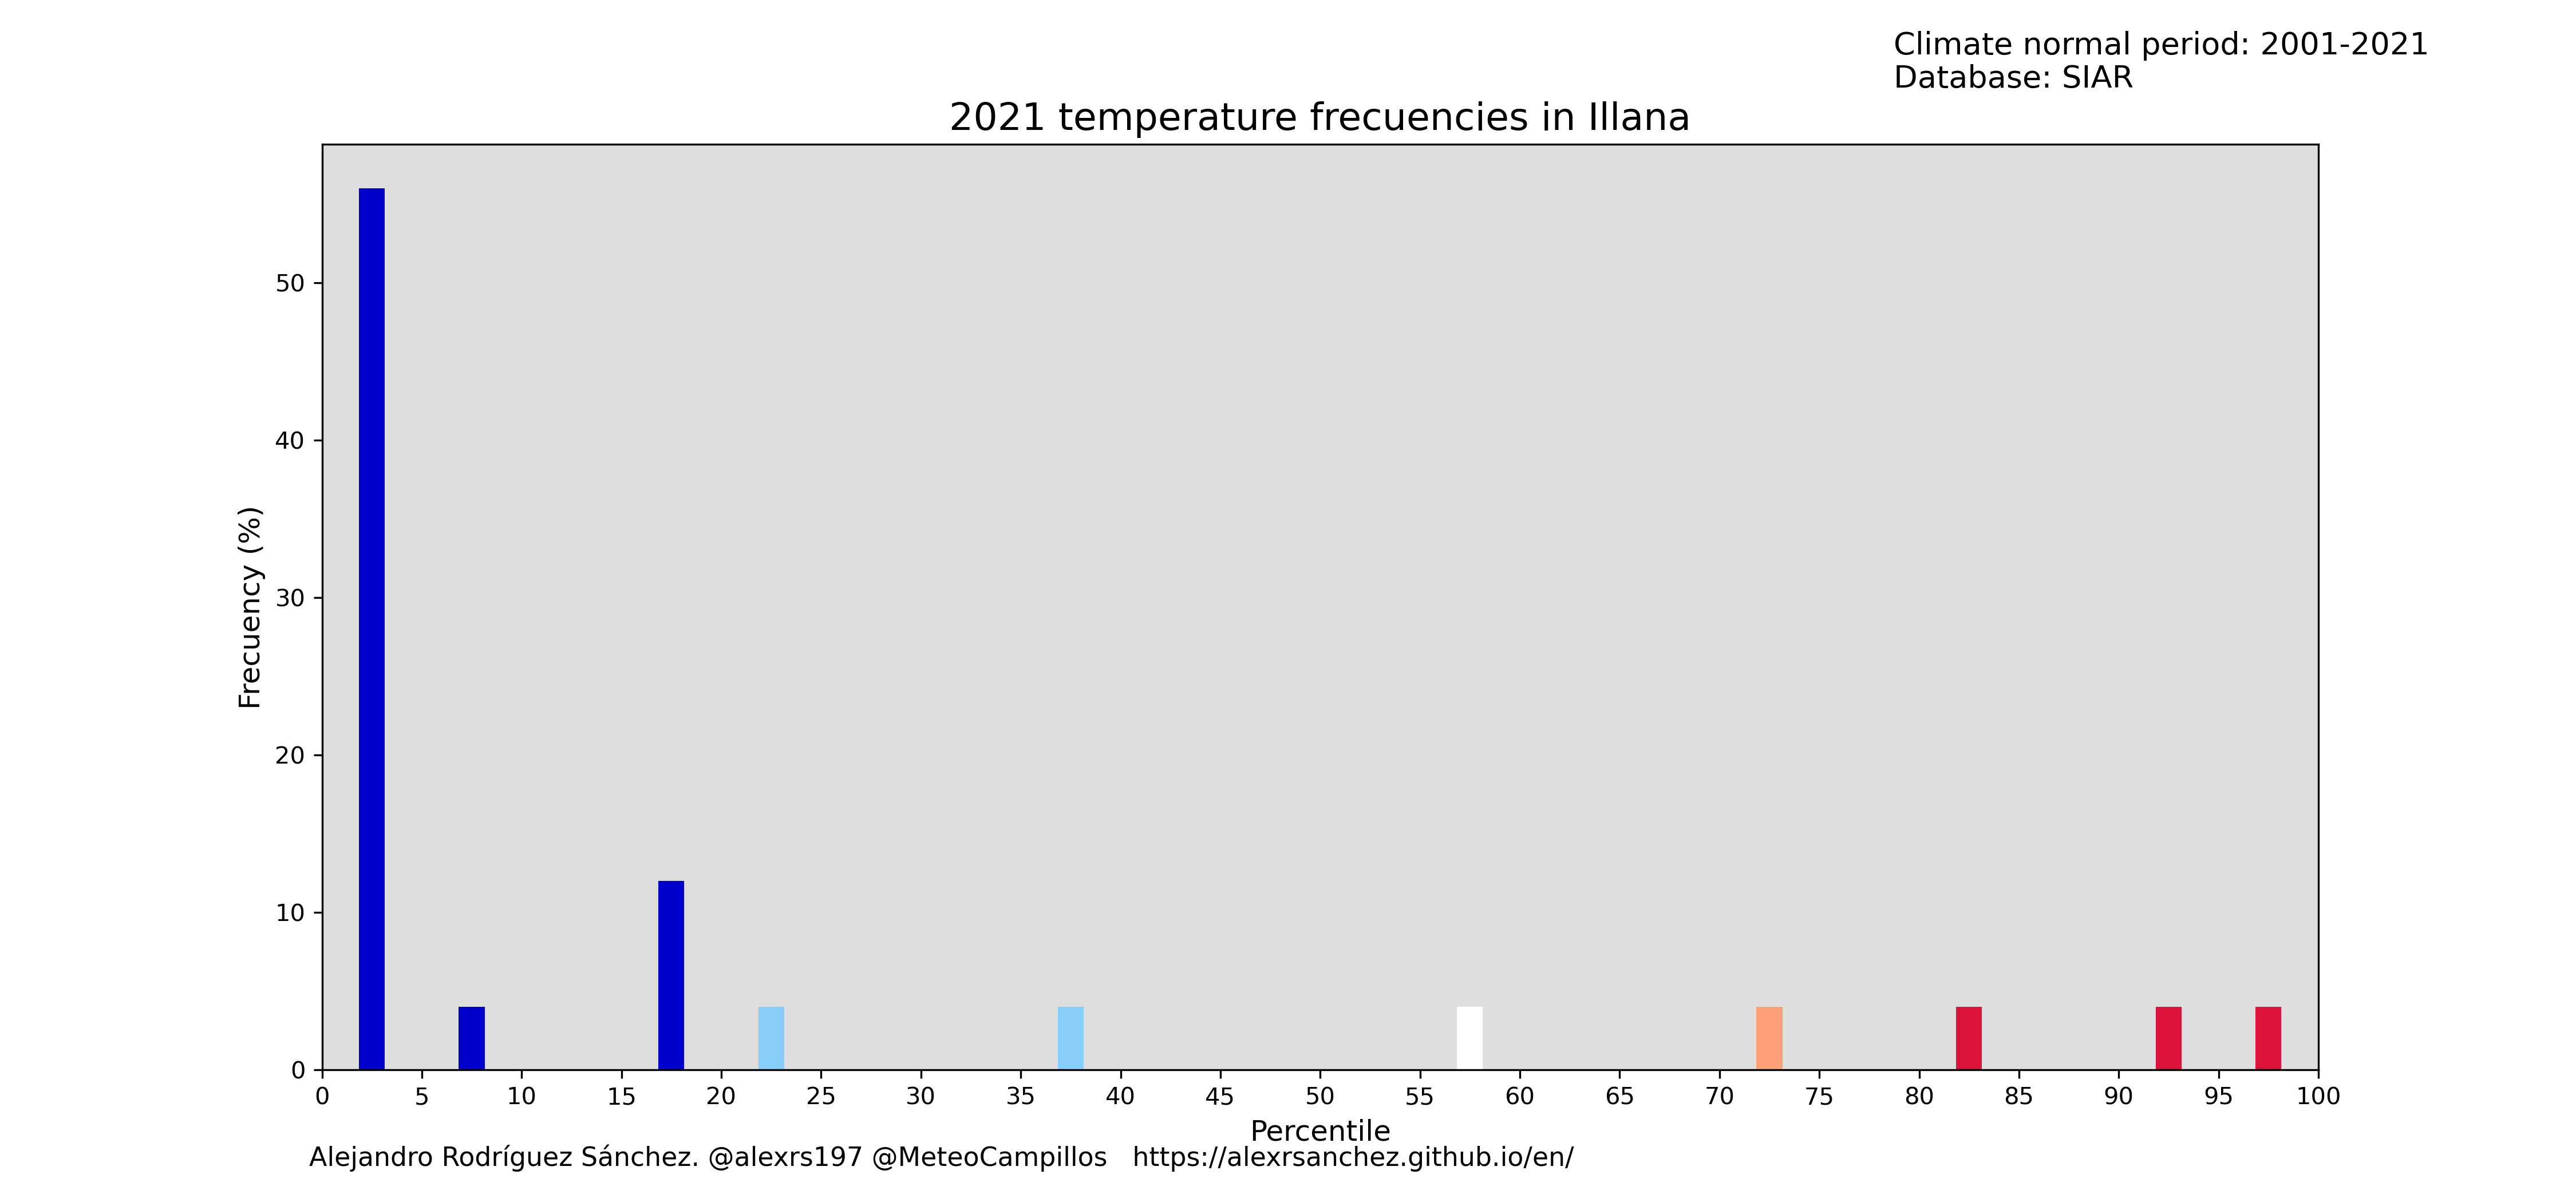 Climate normal period: 2001-2021
Database: SIAR
2021 temperature frecuencies in Illana
Frecuency (%)
50
40
30
20
10
0
0 5 10 15 20 25 30 35 40 45 50 55 60 65 70 75 80 85 90 95 100
Percentile
Alejandro Rodríguez Sánchez. @alexrs197 @MeteoCampillos https://alexrsanchez.github.io/en/